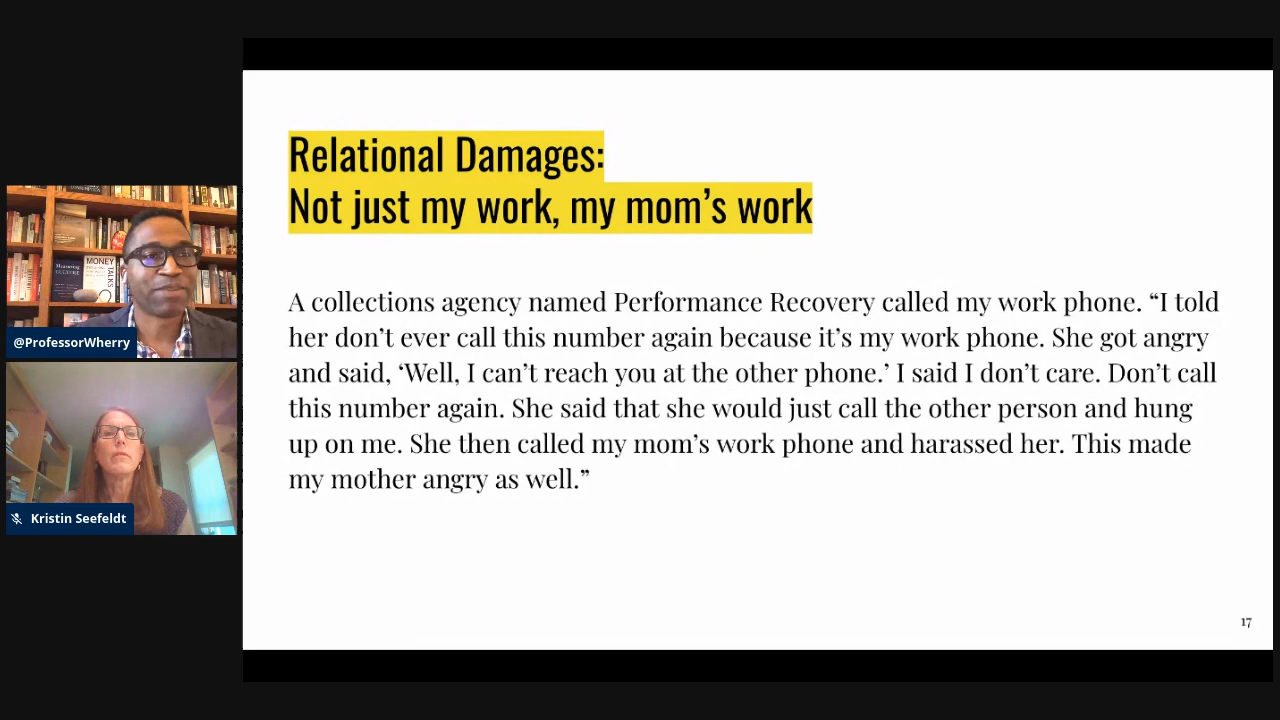 Relational Damages:
Not just my work, my mom’s work
A collections agency named Performance Recovery called my work phone. “I told
her don’t ever call this number again because it’s my work phone. She got angry
and said, ‘Well, I can’t reach you at the other phone.’ I said I don’t care. Don’t call
this number again. She said that she would just call the other person and hung
up on me. She then called my mom’s work phone and harassed her. This made
my mother angry as well.”
17
MONEY
TALKS
@ProfessorWherry
Kristin Seefeldt